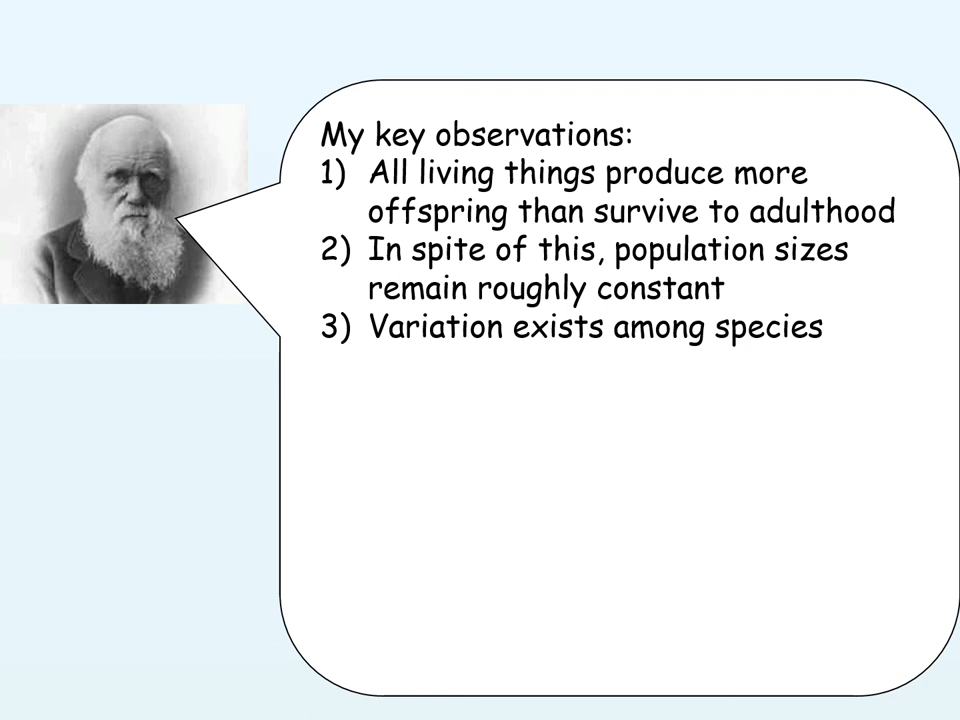 My key observations:
1) All living things produce more
offspring than survive to adulthood
2) In spite of this, population sizes
remain roughly constant
3) Variation exists among species